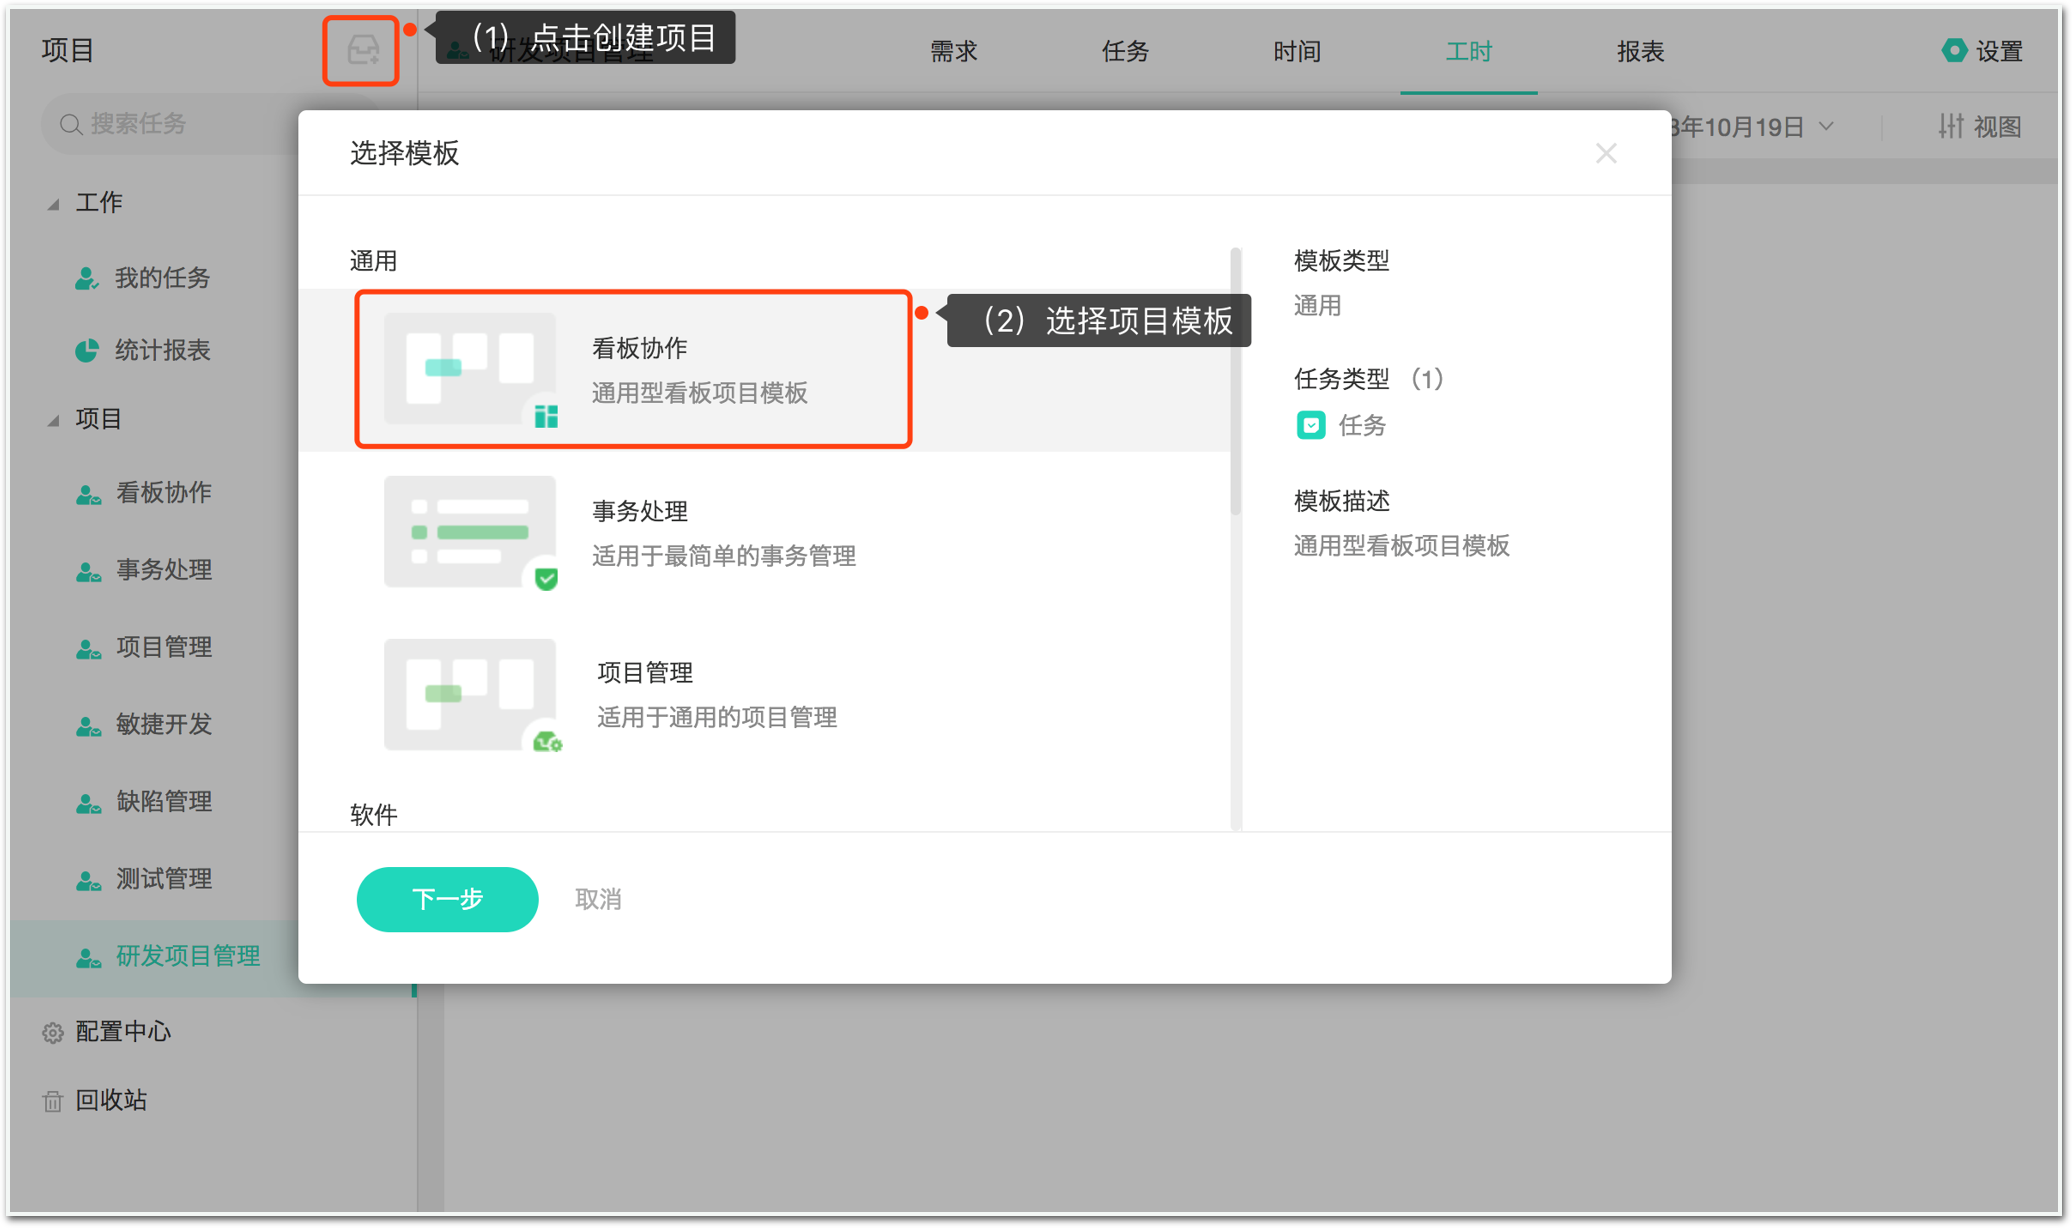 项目
(1) 点击创建项目
研发项目管理
需求
任务
时间
工时
报表
设置
搜索任务
年10月19日
视图
工作
我的任务
统计报表
项目
看板协作
事务处理
项目管理
敏捷开发
缺陷管理
测试管理
研发项目管理
配置中心
回收站
选择模板
通用
看板协作
通用型看板项目模板
(2) 选择项目模板
事务处理
适用于最简单的事务管理
项目管理
适用于通用的项目管理
软件
模板类型
通用
任务类型 (1)
任务
模板描述
通用型看板项目模板
下一步
取消